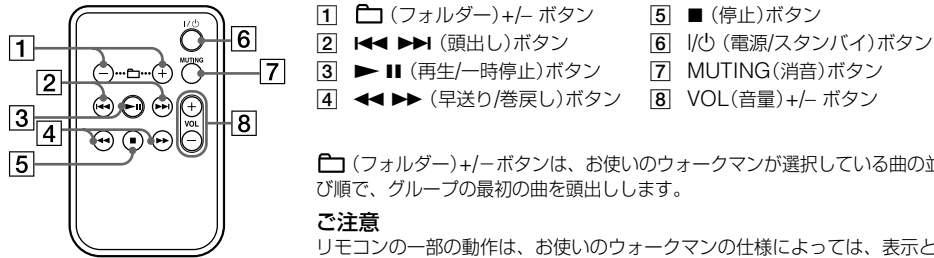 1 (フォルダー)+/– ボタン
2 ⏮ ⏭(頭出し)ボタン
3 ► ❚❚(再生/一時停止)ボタン
4 ◄◄ ►►(早送り/巻戻し)ボタン
5 ■(停止)ボタン
6 I/⏻(電源/スタンバイ)ボタン
7 MUTING(消音)ボタン
8 VOL(音量)+/– ボタン
I/⏻
MUTING
VOL
1
2
3
4
5
6
7
8
(フォルダー)+/−ボタンは、お使いのウォークマンが選択している曲の並
び順で、グループの最初の曲を頭出しします。
ご注意
リモコンの一部の動作は、お使いのウォークマンの仕様によっては、表示と